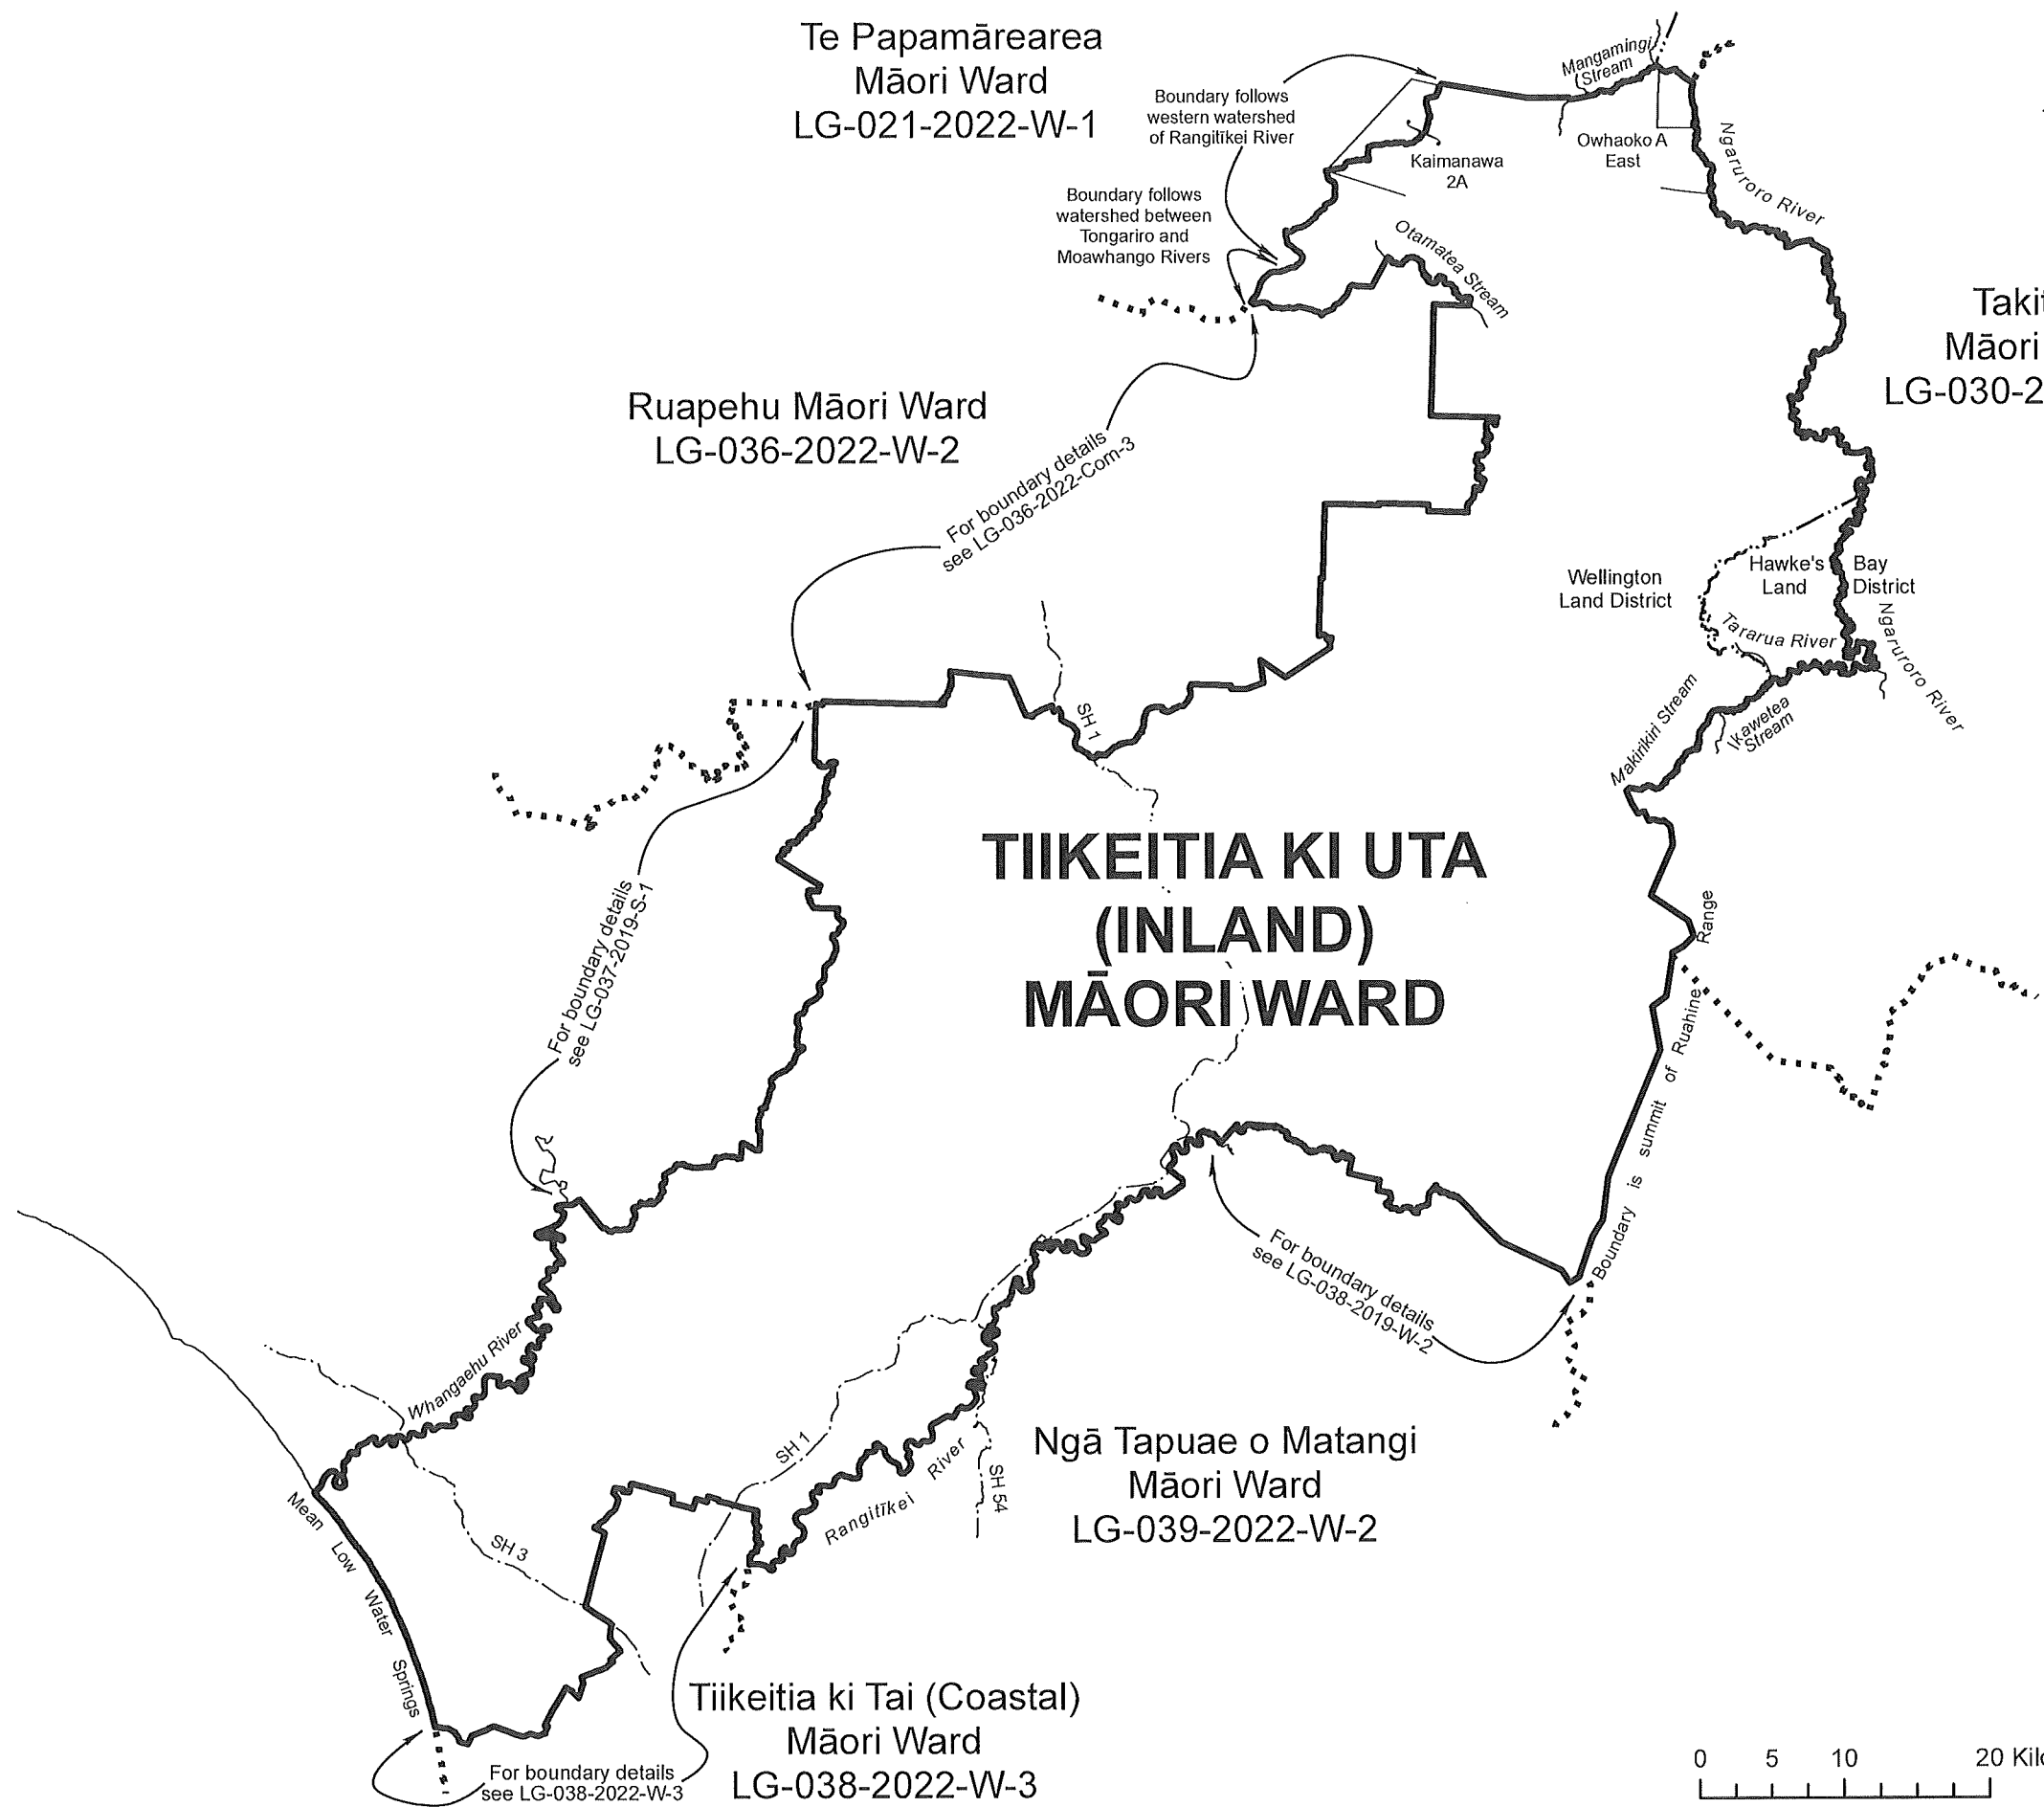 Te Papamārearea
Māori Ward
LG-021-2022-W-1
Boundary follows
western watershed
of Rangitīkei River
Mangamingi
Stream
Owhaoko A
East
Kaimanawa
2A
Ngaruroro River
Boundary follows
watershed between
Tongariro and
Moawhango Rivers
Otamatea Stream
Māori
LG-030-2
Ruapehu Māori Ward
LG-036-2022-W-2
For boundary details
see LG-036-2022-Com-3
Wellington
Land District
Hawke's
Land
Bay
District
Tararua River
Ngaruroro River
Makirikiri Stream
Ikawetea
Stream
SH 1
TIIKEITIA KI UTA
(INLAND)
MĀORI WARD
For boundary details
see LG-037-2019-S-1
Boundary is summit of Ruahine Range
For boundary details
see LG-038-2019-W-2
Whangaehu River
SH 1
Rangitīkei River
SH 54
Ngā Tapuae o Matangi
Māori Ward
LG-039-2022-W-2
Mean Low Water Springs
SH 3
Tiikeitia ki Tai (Coastal)
Māori Ward
LG-038-2022-W-3
For boundary details
see LG-038-2022-W-3
0 5 10 20